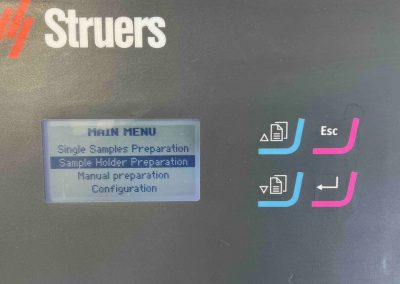 Struers
MAIN MENU
Single Samples Preparation
Sample Holder Preparation
Manual preparation
Configuration
Esc